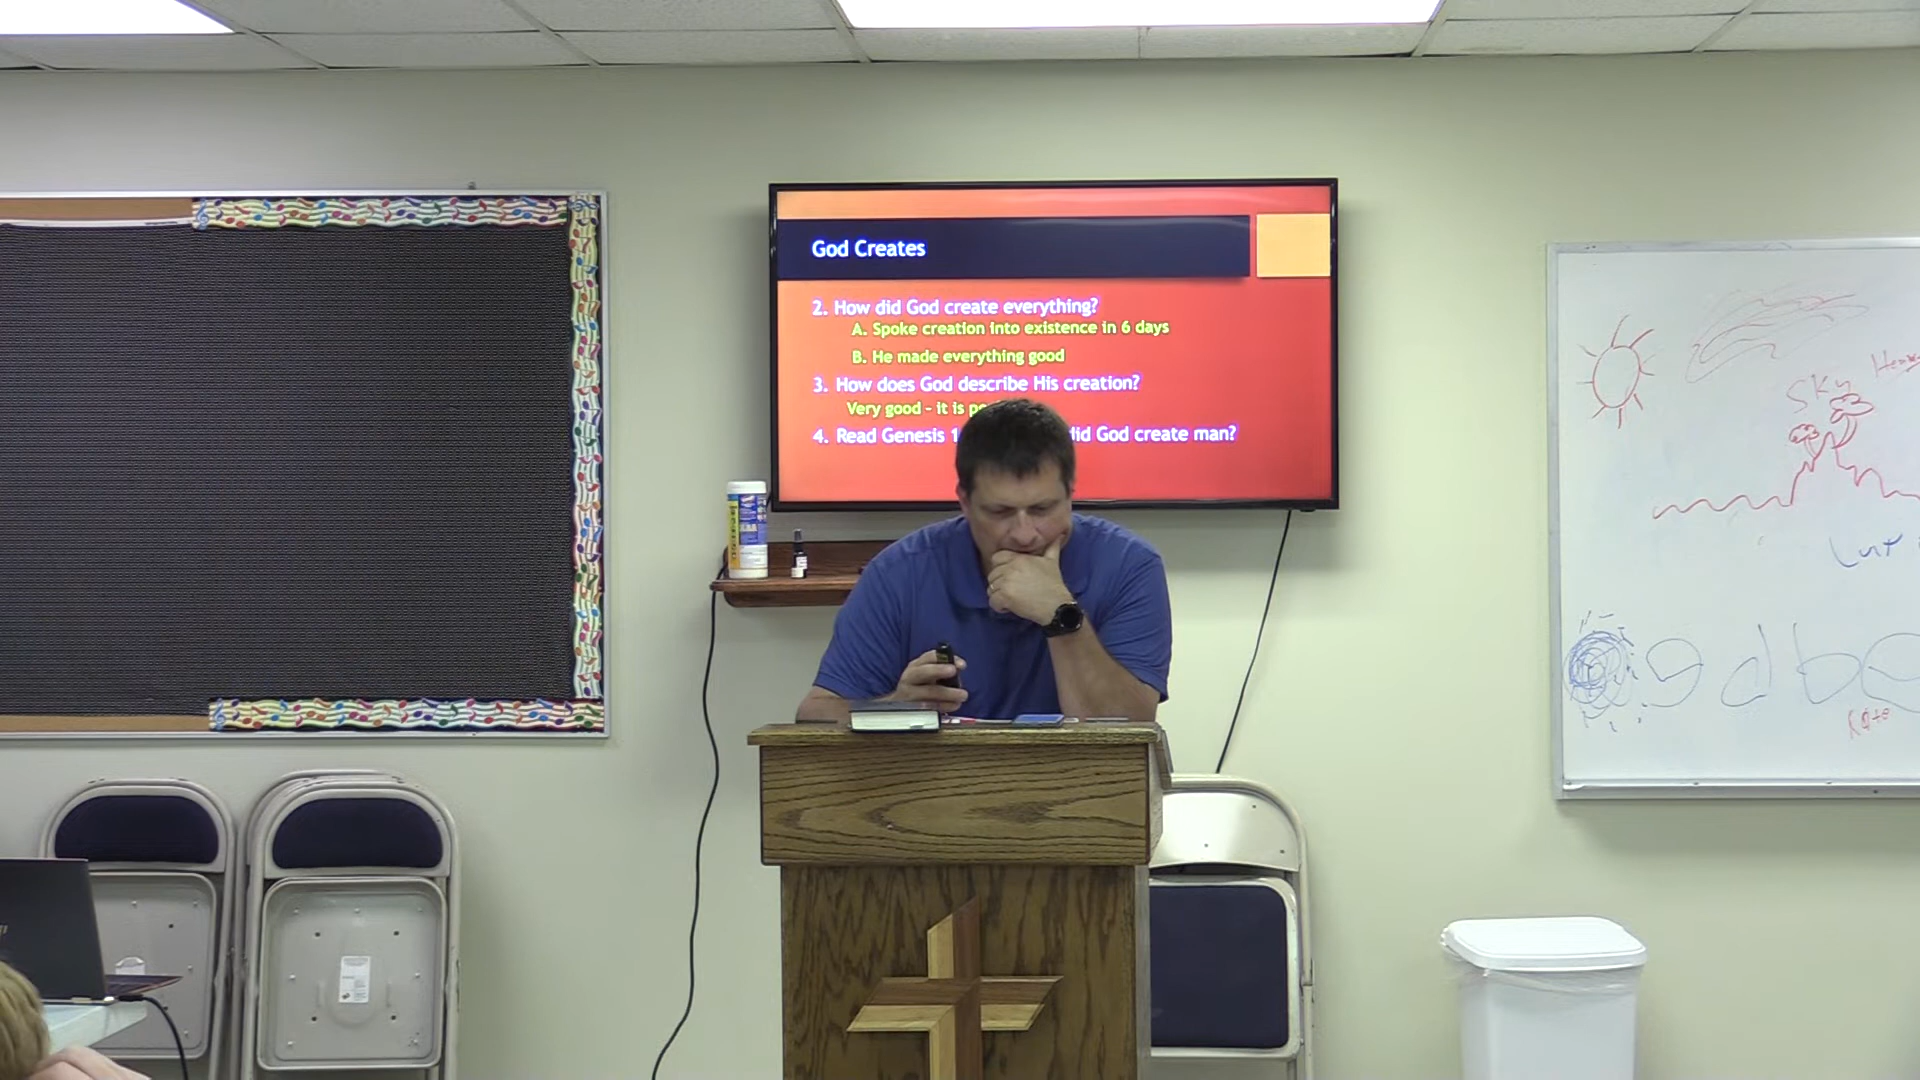 God Creates
2. How did God create everything?
A. Spoke creation into existence in 6 days
B. He made everything good
3. How does God describe His creation?
Very good - it is
4. Read Genesis did God create man?
Sky